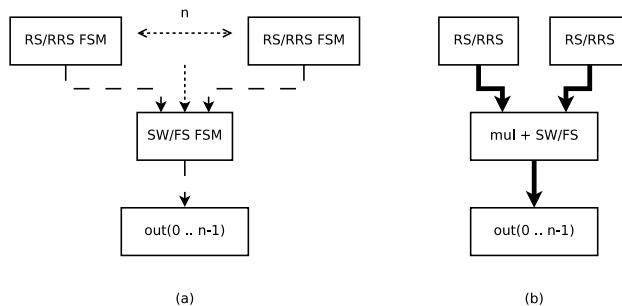 n
RS/RRS FSM
RS/RRS FSM
RS/RRS
RS/RRS
SW/FS FSM
mul + SW/FS
out(0 .. n-1)
out(0 .. n-1)
(a)
(b)